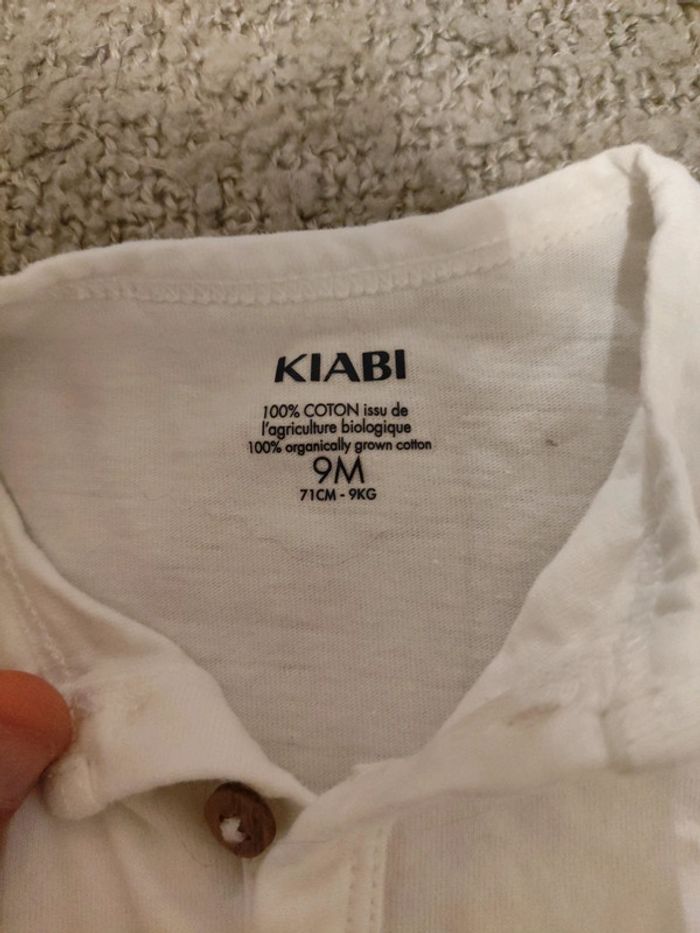 KIABI
100% COTON issu de
l'agriculture biologique
100% organically grown cotton
9M
71CM - 9KG